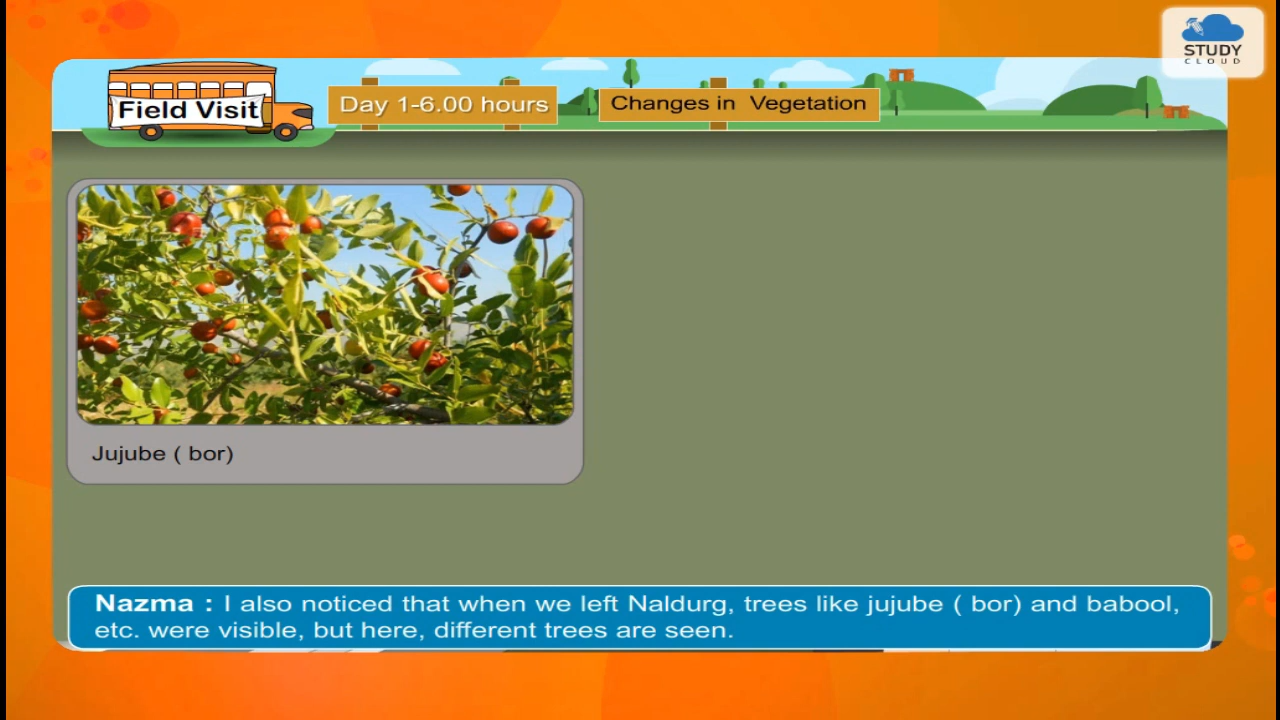 STUDY
CLOUD
Field Visit
Day 1-6.00 hours
Changes in Vegetation
Jujube ( bor)
Nazma : I also noticed that when we left Naldurg, trees like jujube ( bor) and babool,
etc. were visible, but here, different trees are seen.